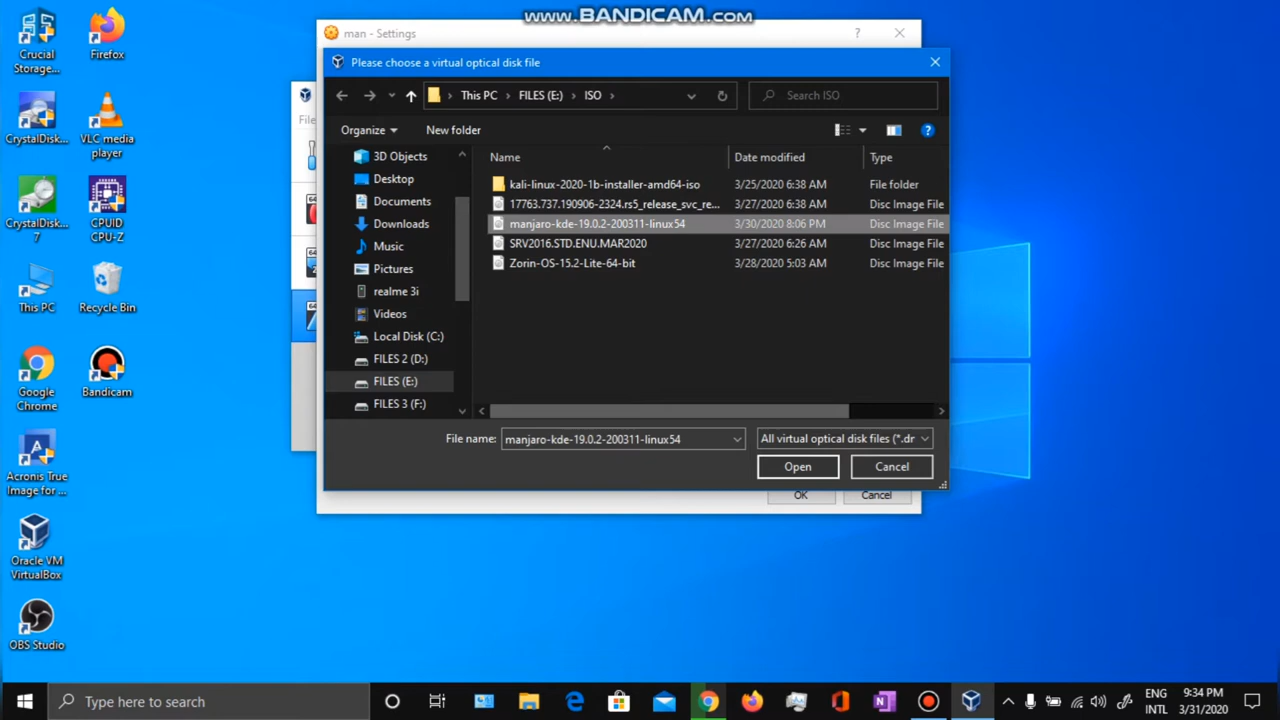 www.BANDICAM.com
Crucial
Storage...
Firefox
CrystalDisk...
VLC media
player
CrystalDisk...
7
CPUID
CPU-Z
This PC
Recycle Bin
Google
Chrome
Bandicam
Acronis True
Image for ...
Oracle VM
VirtualBox
OBS Studio
man - Settings
?
Please choose a virtual optical disk file
File
This PC > FILES (E:) > ISO >
Search ISO
Organize
New folder
Name
Date modified
Type
3D Objects
Desktop
Documents
Downloads
Music
Pictures
realme 3i
Videos
Local Disk (C:)
FILES 2 (D:)
FILES (E:)
FILES 3 (F:)
kali-linux-2020-1b-installer-amd64-iso 3/25/2020 6:38 AM File folder
17763.737.190906-2324.rs5_release_svc_re... 3/27/2020 6:38 AM Disc Image File
manjaro-kde-19.0.2-200311-linux54 3/30/2020 8:06 PM Disc Image File
SRV2016.STD.ENU.MAR2020 3/27/2020 6:26 AM Disc Image File
Zorin-OS-15.2-Lite-64-bit 3/28/2020 5:03 AM Disc Image File
File name: manjaro-kde-19.0.2-200311-linux54
All virtual optical disk files (*.dr
Open
Cancel
OK
Cancel
Type here to search
ENG
INTL
9:34 PM
3/31/2020